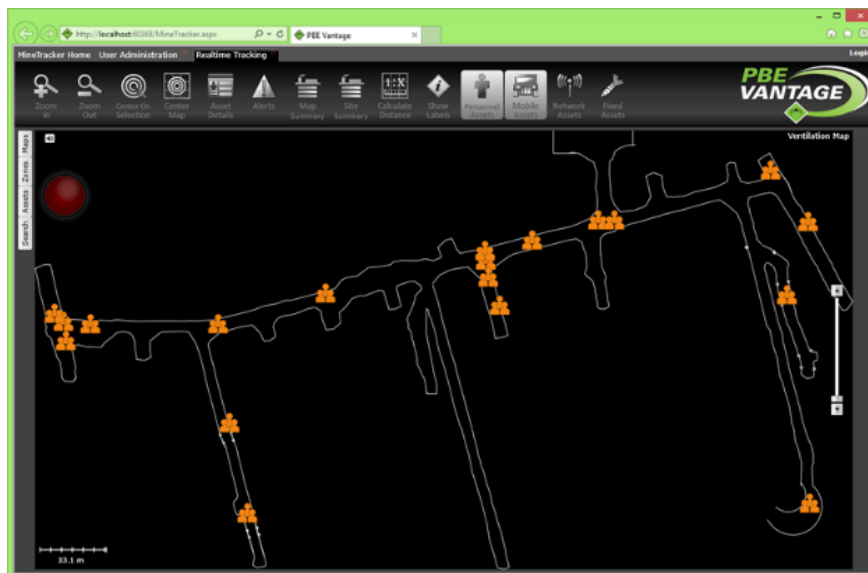 http://localhost:60368/MineTracker.aspx
PBE Vantage
MineTracker Home User Administration Realtime Tracking
Zoom In
Zoom Out
Center On Selection
Center Map
Asset Details
Alerts
Map Summary
Site Summary
1:X
Calculate Distance
Show Labels
Personnel Assets
Mobile Assets
Network Assets
Fixed Assets
PBE
VANTAGE
Maps
Zones
Assets
Search
Ventilation Map
33.1 m